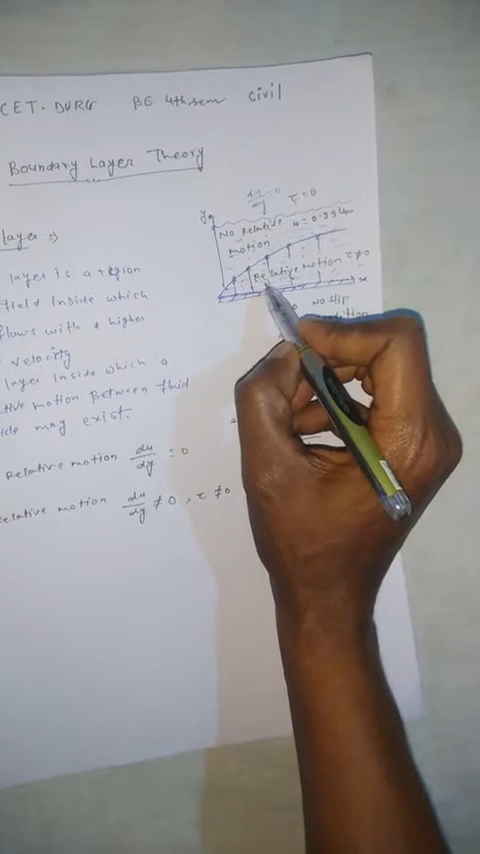 CET. DURG BE 4th sem Civil
Boundary Layer Theory
layer :-
layer is a region
field inside which
flows with a higher
velocity.
layer inside which a
tive motion Between fluid
may exist.
Relative motion du/dy = 0
Relative motion du/dy ≠ 0, τ ≠ 0
du/dy = 0 τ = 0
y
No Relative u = 0.99 U∞
motion
Relative motion τ ≠ 0
x
No slip